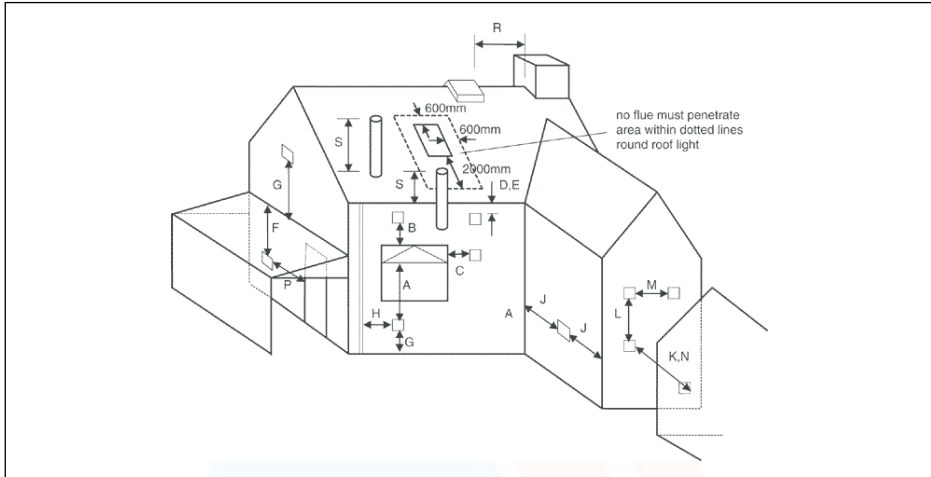 R
600mm
600mm
no flue must penetrate
area within dotted lines
round roof light
S
2000mm
S
D,E
G
F
B
C
P
A
H
G
A
J
J
M
L
K,N